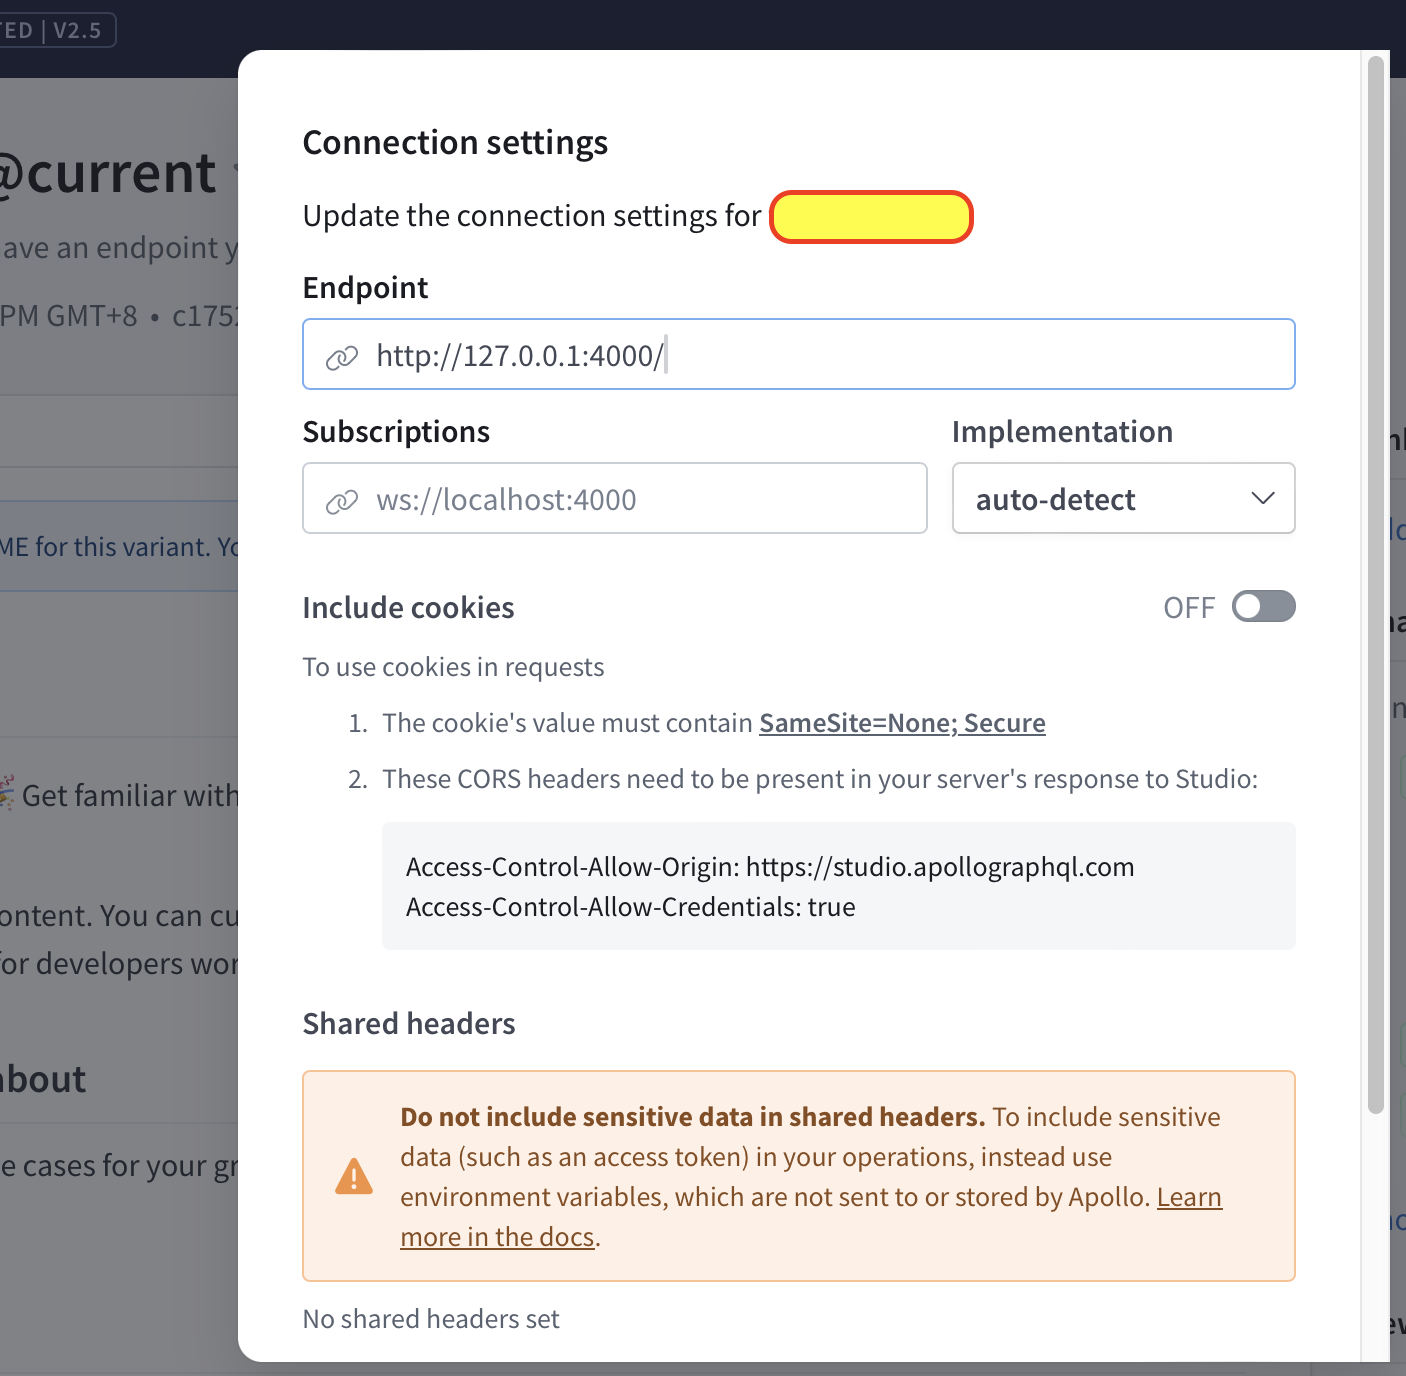 TED | V2.5
@current
ave an endpoint y
PM GMT+8 • c175
ME for this variant. Yo
Get familiar with
ontent. You can cu
for developers wor
about
e cases for your gr
Connection settings
Update the connection settings for
Endpoint
http://127.0.0.1:4000/
Subscriptions
Implementation
ws://localhost:4000
auto-detect
Include cookies
OFF
To use cookies in requests
1. The cookie's value must contain SameSite=None; Secure
2. These CORS headers need to be present in your server's response to Studio:
Access-Control-Allow-Origin: https://studio.apollographql.com
Access-Control-Allow-Credentials: true
Shared headers
Do not include sensitive data in shared headers. To include sensitive
data (such as an access token) in your operations, instead use
environment variables, which are not sent to or stored by Apollo. Learn
more in the docs.
No shared headers set